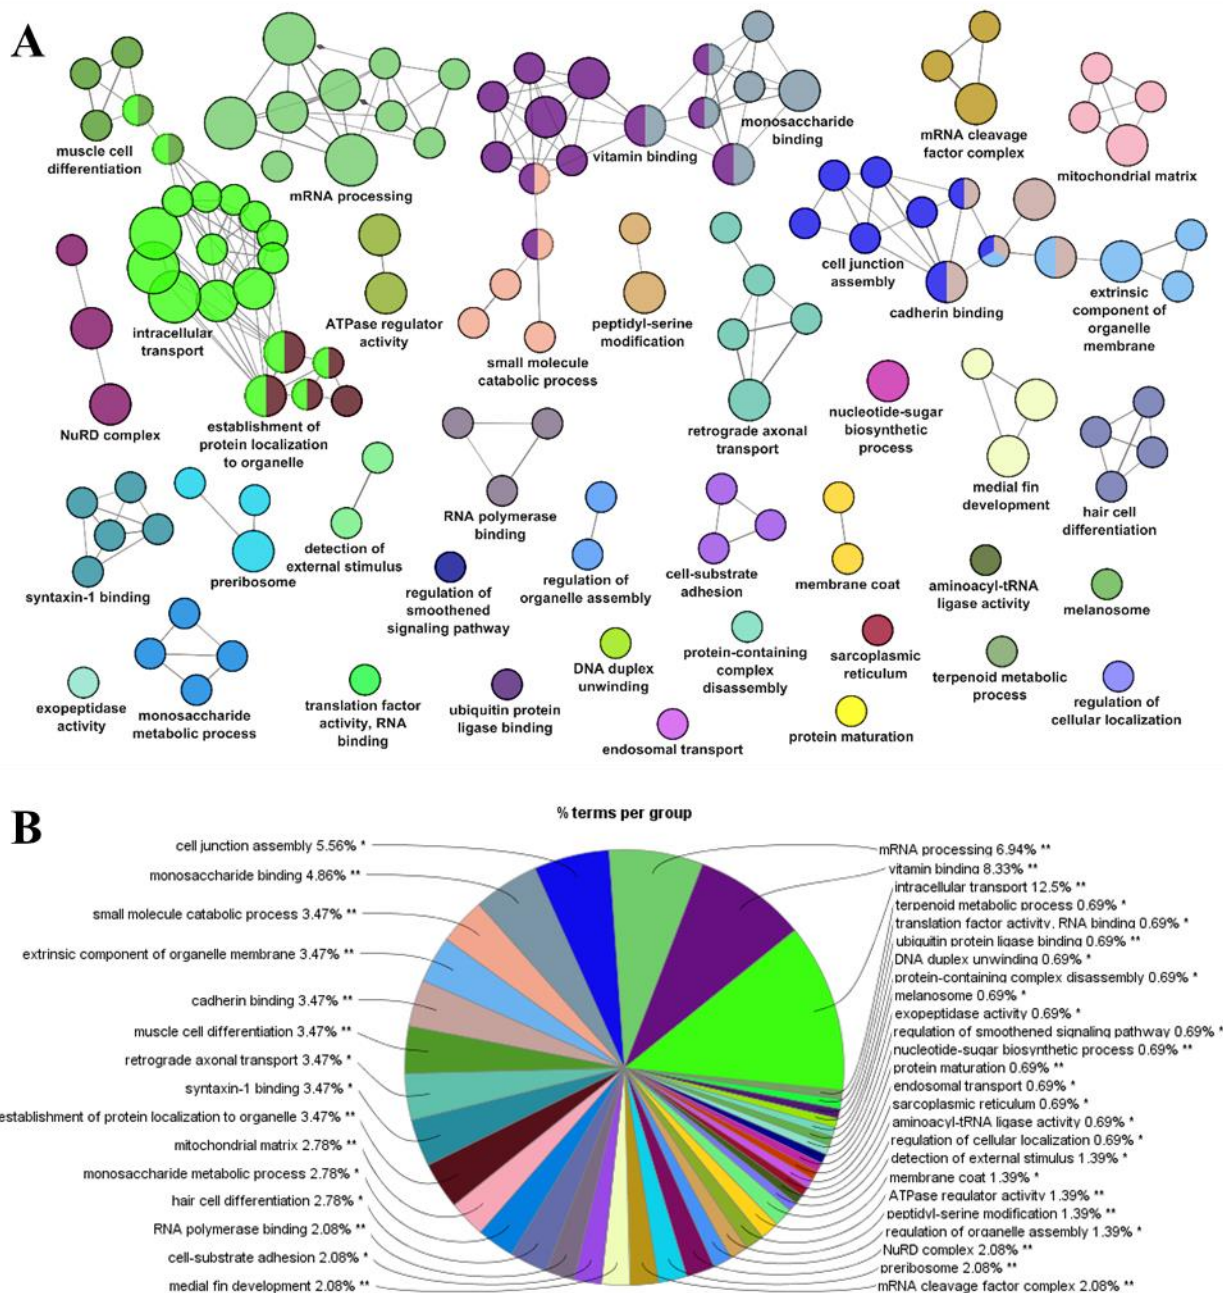 A
muscle cell
differentiation
mRNA processing
vitamin binding
monosaccharide
binding
mRNA cleavage
factor complex
mitochondrial matrix
intracellular
transport
ATPase regulator
activity
peptidyl-serine
modification
small molecule
catabolic process
cell junction
assembly
cadherin binding
extrinsic
component of
organelle
membrane
NuRD complex
establishment of
protein localization
to organelle
retrograde axonal
transport
nucleotide-sugar
biosynthetic
process
medial fin
development
hair cell
differentiation
syntaxin-1 binding
preribosome
detection of
external stimulus
RNA polymerase
binding
regulation of
smoothened
signaling pathway
regulation of
organelle assembly
cell-substrate
adhesion
membrane coat
aminoacyl-tRNA
ligase activity
melanosome
exopeptidase
activity
monosaccharide
metabolic process
translation factor
activity, RNA
binding
ubiquitin protein
ligase binding
DNA duplex
unwinding
protein-containing
complex
disassembly
sarcoplasmic
reticulum
terpenoid metabolic
process
regulation of
cellular localization
endosomal transport
protein maturation
B
% terms per group
cell junction assembly 5.56% *
monosaccharide binding 4.86% **
small molecule catabolic process 3.47% **
extrinsic component of organelle membrane 3.47% **
cadherin binding 3.47% **
muscle cell differentiation 3.47% **
retrograde axonal transport 3.47% *
syntaxin-1 binding 3.47% *
establishment of protein localization to organelle 3.47% **
mitochondrial matrix 2.78% **
monosaccharide metabolic process 2.78% *
hair cell differentiation 2.78% *
RNA polymerase binding 2.08% **
cell-substrate adhesion 2.08% *
medial fin development 2.08% **
mRNA processing 6.94% **
vitamin binding 8.33% **
intracellular transport 12.5% **
terpenoid metabolic process 0.69% *
translation factor activity, RNA binding 0.69% *
ubiquitin protein ligase binding 0.69% **
DNA duplex unwinding 0.69% *
protein-containing complex disassembly 0.69% *
melanosome 0.69% *
exopeptidase activity 0.69% *
regulation of smoothened signaling pathway 0.69% *
nucleotide-sugar biosynthetic process 0.69% **
protein maturation 0.69% **
endosomal transport 0.69% *
sarcoplasmic reticulum 0.69% *
aminoacyl-tRNA ligase activity 0.69% *
regulation of cellular localization 0.69% *
detection of external stimulus 1.39% *
membrane coat 1.39% *
ATPase regulator activity 1.39% **
peptidyl-serine modification 1.39% **
regulation of organelle assembly 1.39% *
NuRD complex 2.08% **
preribosome 2.08% **
mRNA cleavage factor complex 2.08% **